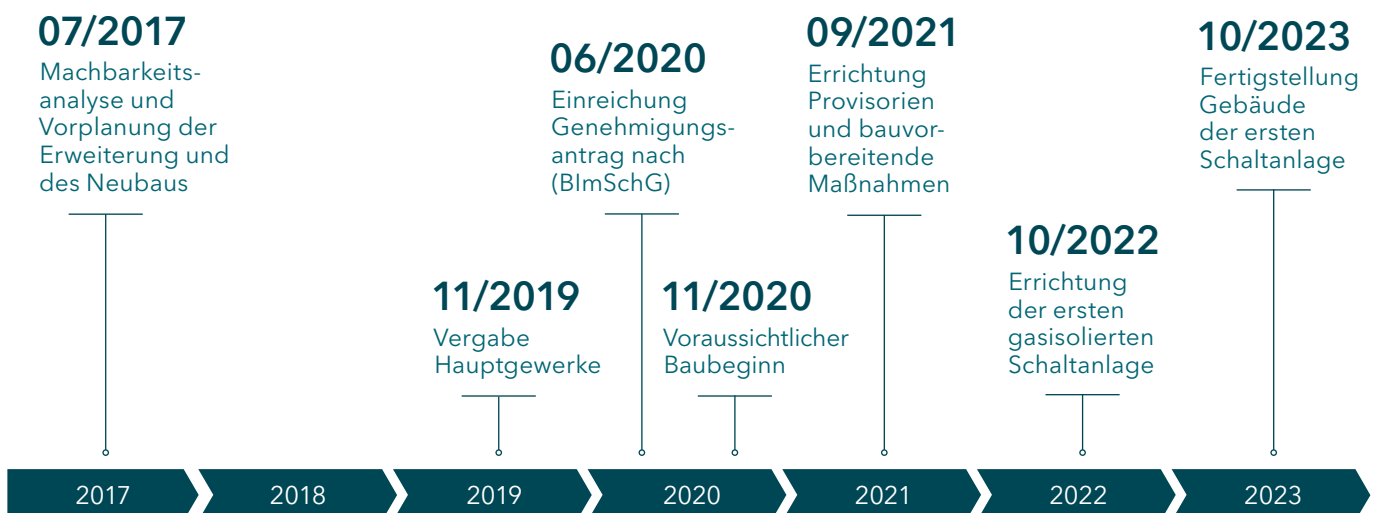 07/2017
Machbarkeits-
analyse und
Vorplanung der
Erweiterung und
des Neubaus
11/2019
Vergabe
Hauptgewerke
06/2020
Einreichung
Genehmigungs-
antrag nach
(BImSchG)
11/2020
Voraussichtlicher
Baubeginn
09/2021
Errichtung
Provisorien
und bauvor-
bereitende
Maßnahmen
10/2022
Errichtung
der ersten
gasisolierten
Schaltanlage
10/2023
Fertigstellung
Gebäude
der ersten
Schaltanlage
2017
2018
2019
2020
2021
2022
2023